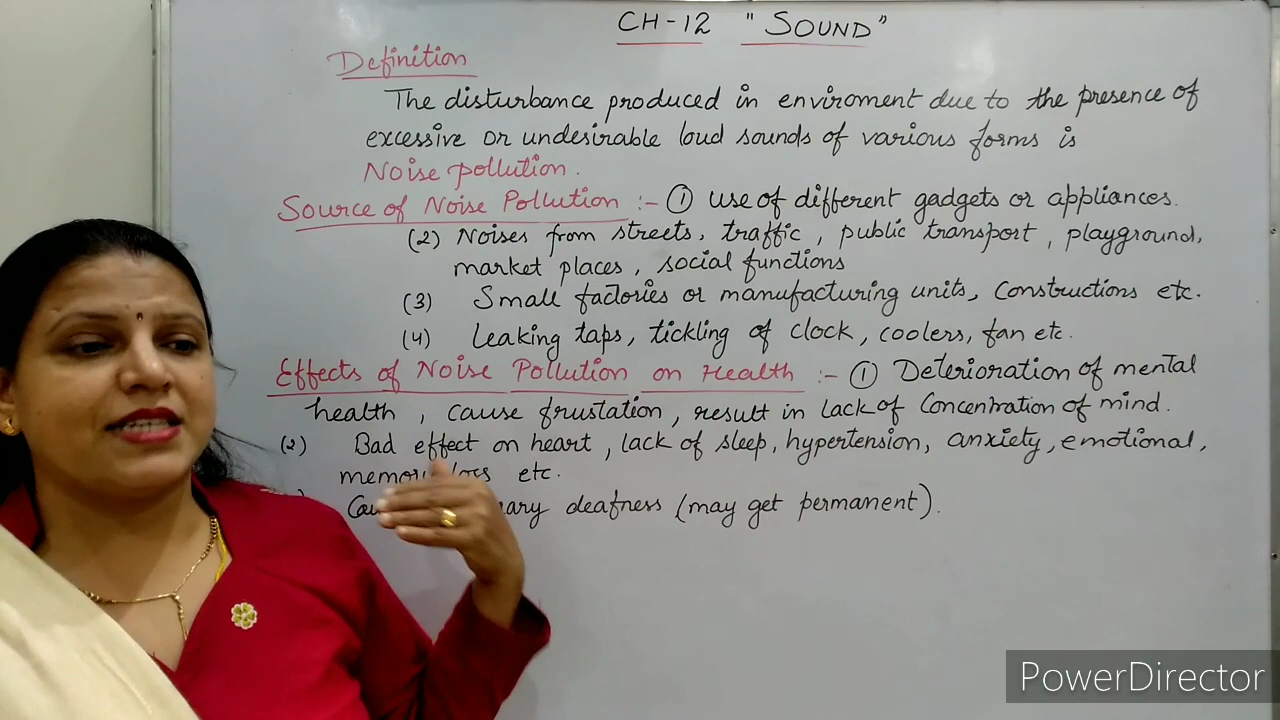 CH-12 "SOUND"
Definition
The disturbance produced in enviroment due to the presence of
excessive or undesirable loud sounds of various forms is
Noise pollution.
Source of Noise Pollution :- ① use of different gadgets or appliances.
(2) Noises from streets, traffic, public transport, playground,
market places, social functions
(3) Small factories or manufacturing units, Constructions etc.
(4) Leaking taps, tickling of clock, coolers, fan etc.
Effects of Noise Pollution on Health :- ① Deterioration of mental
health, cause frustation, result in lack of Concentration of mind.
(2) Bad effect on heart, lack of sleep, hypertension, anxiety, emotional,
memory loss etc.
deafness (may get permanent).
PowerDirector